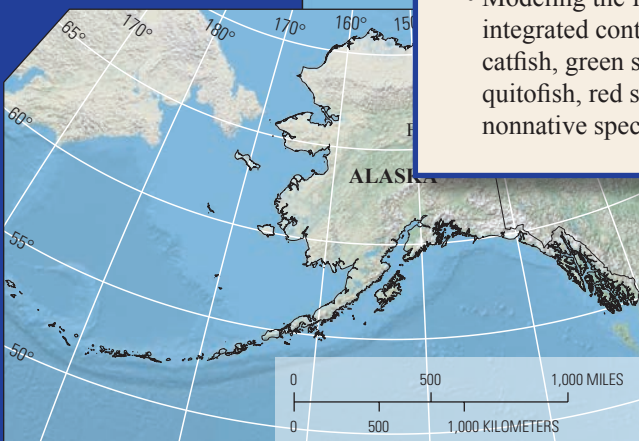 • Modeling the
integrated cont
catfish, green s
quitofish, red s
nonnative spec
65° 170° 180° 170° 160° 150
60°
ALASKA
55°
50°
0 500 1,000 MILES
0 500 1,000 KILOMETERS